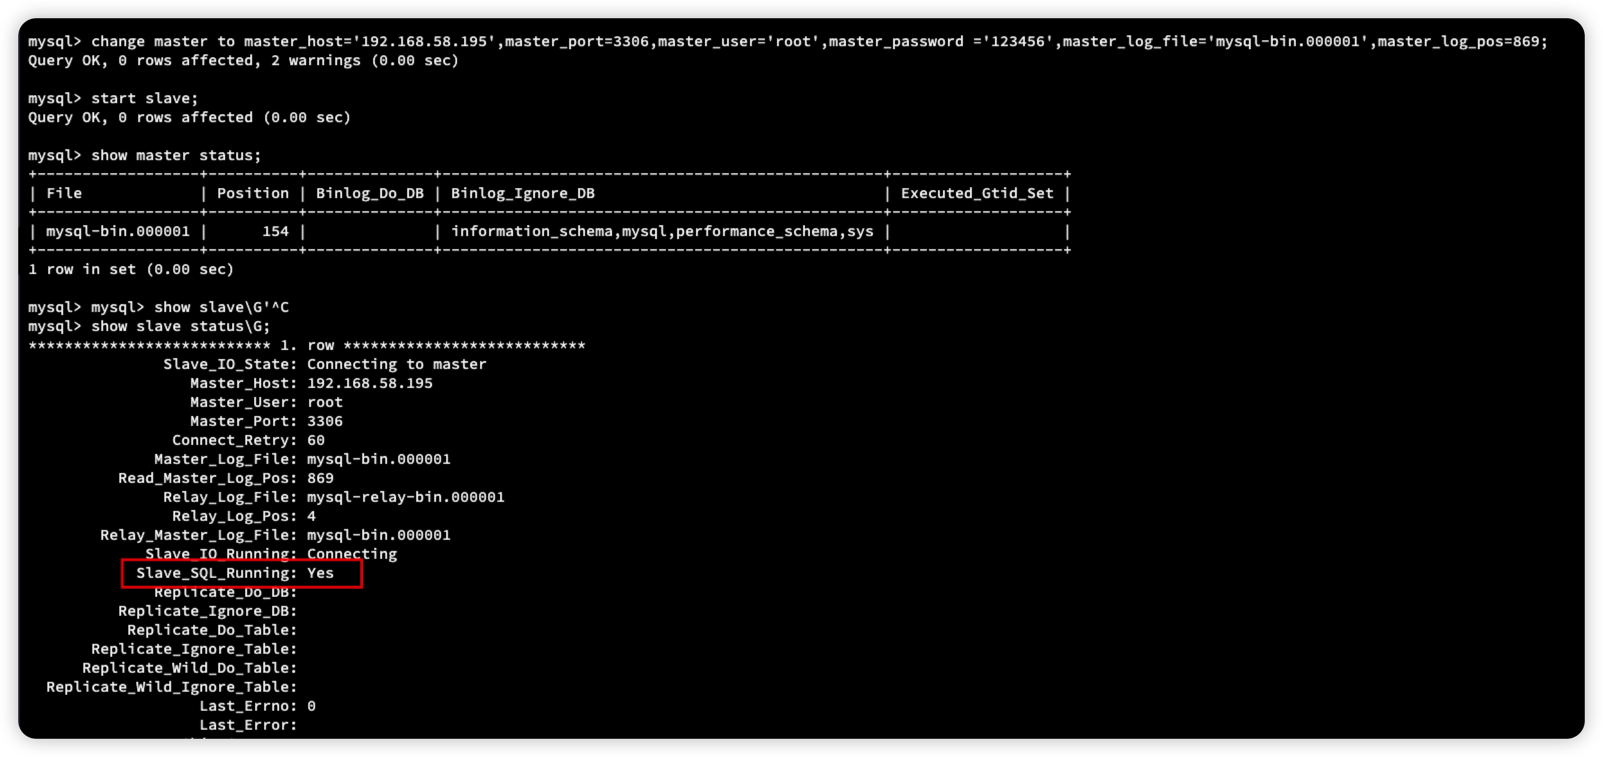 mysql> change master to master_host='192.168.58.195',master_port=3306,master_user='root',master_password ='123456',master_log_file='mysql-bin.000001',master_log_pos=869;
Query OK, 0 rows affected, 2 warnings (0.00 sec)
mysql> start slave;
Query OK, 0 rows affected (0.00 sec)
mysql> show master status;
+------------------+----------+--------------+-------------------------------------------------+-------------------+
| File             | Position | Binlog_Do_DB | Binlog_Ignore_DB                                | Executed_Gtid_Set |
+------------------+----------+--------------+-------------------------------------------------+-------------------+
| mysql-bin.000001 |      154 |              | information_schema,mysql,performance_schema,sys |                   |
+------------------+----------+--------------+-------------------------------------------------+-------------------+
1 row in set (0.00 sec)
mysql> mysql> show slave\G'^C
mysql> show slave status\G;
*************************** 1. row ***************************
Slave_IO_State: Connecting to master
Master_Host: 192.168.58.195
Master_User: root
Master_Port: 3306
Connect_Retry: 60
Master_Log_File: mysql-bin.000001
Read_Master_Log_Pos: 869
Relay_Log_File: mysql-relay-bin.000001
Relay_Log_Pos: 4
Relay_Master_Log_File: mysql-bin.000001
Slave_IO_Running: Connecting
Slave_SQL_Running: Yes
Replicate_Do_DB:
Replicate_Ignore_DB:
Replicate_Do_Table:
Replicate_Ignore_Table:
Replicate_Wild_Do_Table:
Replicate_Wild_Ignore_Table:
Last_Errno: 0
Last_Error: